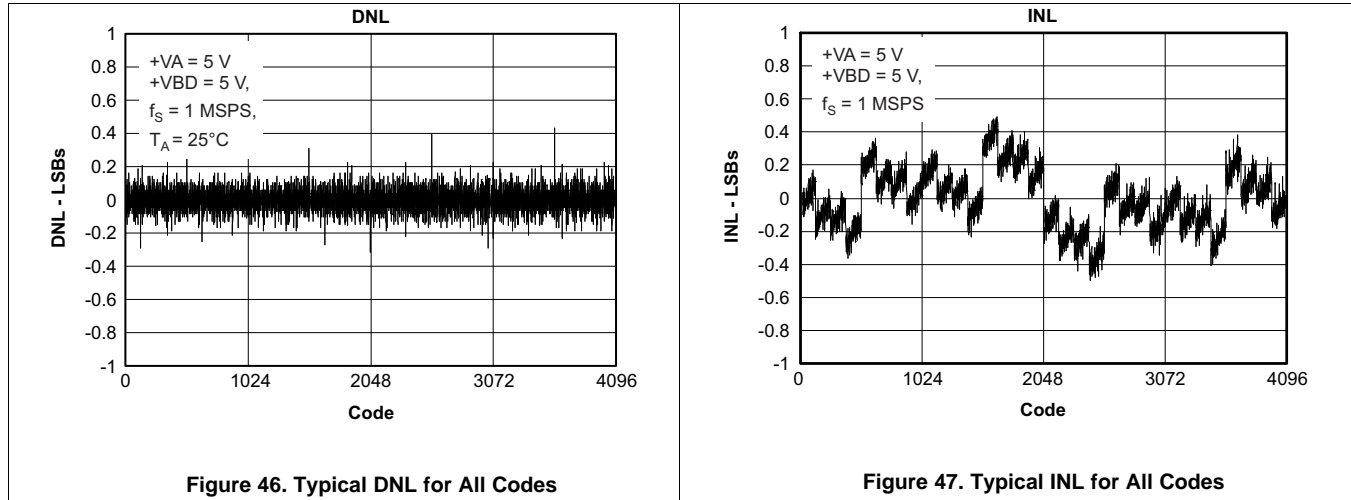 DNL
1
0.8
0.6
0.4
0.2
0
-0.2
-0.4
-0.6
-0.8
-1
DNL - LSBs
+VA = 5 V
+VBD = 5 V,
fS = 1 MSPS,
TA = 25°C
0 1024 2048 3072 4096
Code
Figure 46. Typical DNL for All Codes
INL
1
0.8
0.6
0.4
0.2
0
-0.2
-0.4
-0.6
-0.8
-1
INL - LSBs
+VA = 5 V
+VBD = 5 V,
fS = 1 MSPS
0 1024 2048 3072 4096
Code
Figure 47. Typical INL for All Codes